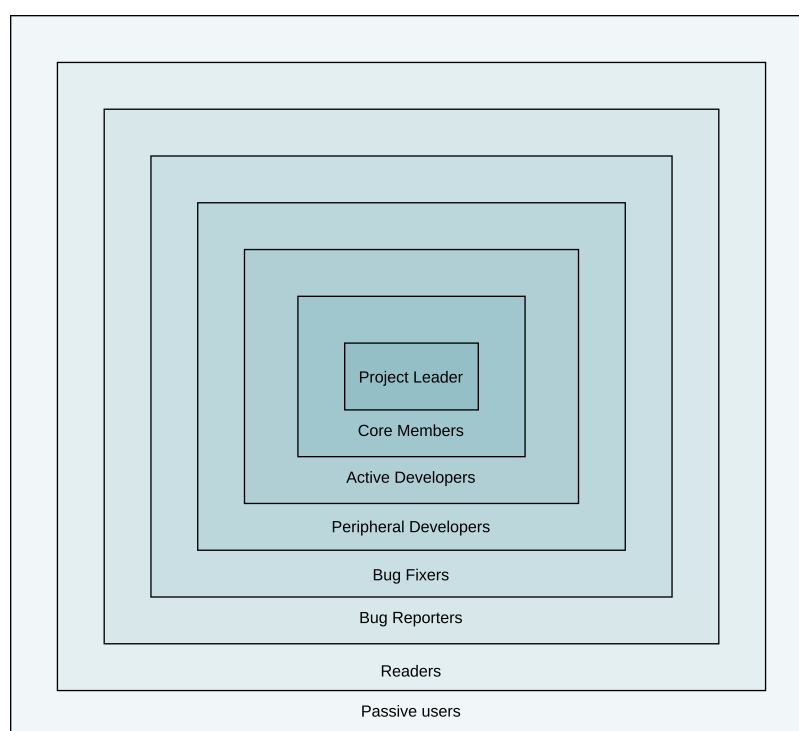 Project Leader
Core Members
Active Developers
Peripheral Developers
Bug Fixers
Bug Reporters
Readers
Passive users